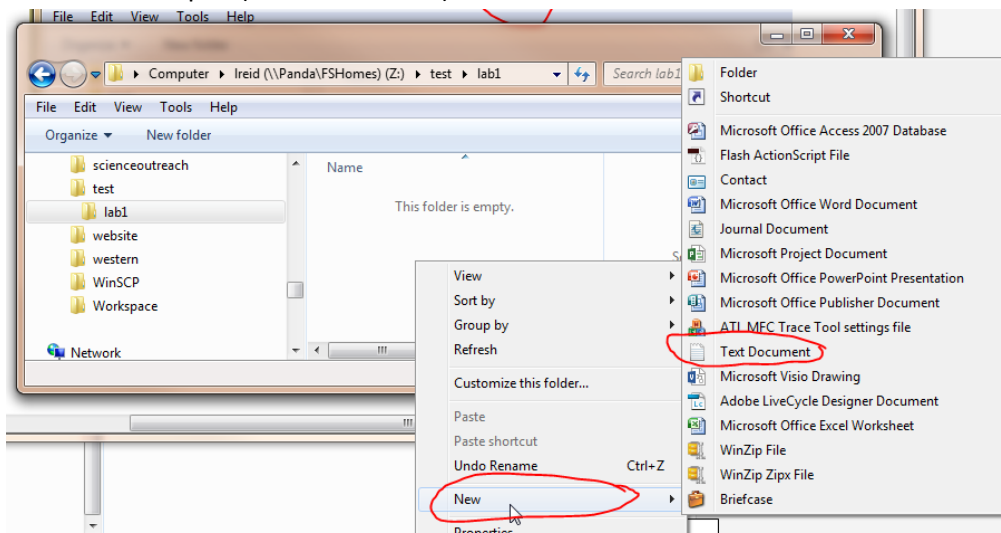 File Edit View Tools Help
Computer ▸ Ireid (\\Panda\FSHomes) (Z:) ▸ test ▸ lab1
Search lab1
File Edit View Tools Help
Organize ▾ New folder
scienceoutreach
test
lab1
website
western
WinSCP
Workspace
Network
Name
This folder is empty.
View
Sort by
Group by
Refresh
Customize this folder...
Paste
Paste shortcut
Undo Rename Ctrl+Z
New
Properties
Folder
Shortcut
Microsoft Office Access 2007 Database
Flash ActionScript File
Contact
Microsoft Office Word Document
Journal Document
Microsoft Project Document
Microsoft Office PowerPoint Presentation
Microsoft Office Publisher Document
ATL MFC Trace Tool settings file
Text Document
Microsoft Visio Drawing
Adobe LiveCycle Designer Document
Microsoft Office Excel Worksheet
WinZip File
WinZip Zipx File
Briefcase